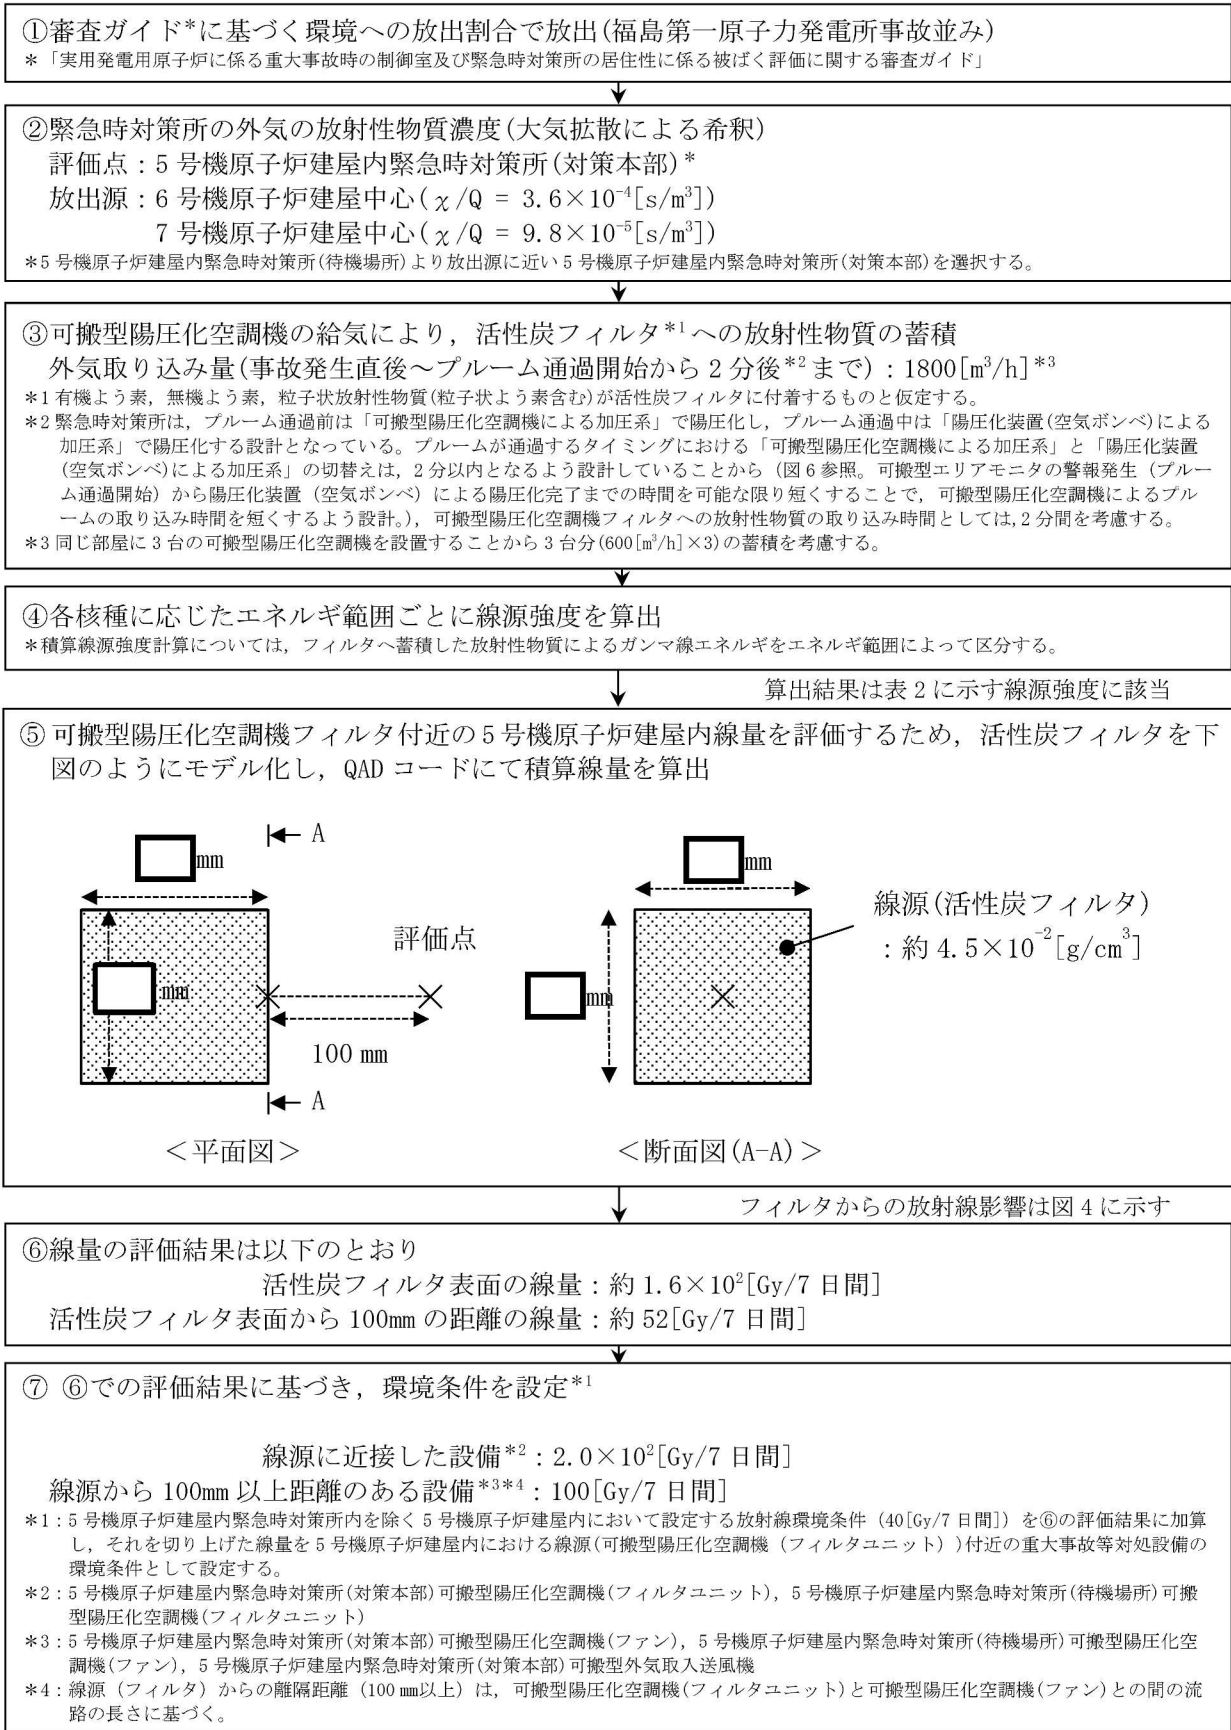 ①審査ガイド*に基づく環境への放出割合で放出(福島第一原子力発電所事故並み)
*「実用発電用原子炉に係る重大事故時の制御室及び緊急時対策所の居住性に係る被ばく評価に関する審査ガイド」
②緊急時対策所の外気の放射性物質濃度(大気拡散による希釈)
評価点：5号機原子炉建屋内緊急時対策所(対策本部)*
放出源：6号機原子炉建屋中心(χ/Q = 3.6×10⁻⁴[s/m³])
7号機原子炉建屋中心(χ/Q = 9.8×10⁻⁵[s/m³])
*5号機原子炉建屋内緊急時対策所(待機場所)より放出源に近い5号機原子炉建屋内緊急時対策所(対策本部)を選択する。
③可搬型陽圧化空調機の給気により，活性炭フィルタ*¹への放射性物質の蓄積
外気取り込み量(事故発生直後～プルーム通過開始から2分後*²まで)：1800[m³/h]*³
*1 有機よう素，無機よう素，粒子状放射性物質(粒子状よう素含む)が活性炭フィルタに付着するものと仮定する。
*2 緊急時対策所は，プルーム通過前は「可搬型陽圧化空調機による加圧系」で陽圧化し，プルーム通過中は「陽圧化装置(空気ボンベ)による
加圧系」で陽圧化する設計となっている。プルームが通過するタイミングにおける「可搬型陽圧化空調機による加圧系」と「陽圧化装置
(空気ボンベ)による加圧系」の切替えは，2分以内となるよう設計していることから（図6参照。可搬型エリアモニタの警報発生（プルー
ム通過開始）から陽圧化装置（空気ボンベ）による陽圧化完了までの時間を可能な限り短くすることで，可搬型陽圧化空調機によるプル
ームの取り込み時間を短くするよう設計。），可搬型陽圧化空調機フィルタへの放射性物質の取り込み時間としては，2分間を考慮する。
*3 同じ部屋に3台の可搬型陽圧化空調機を設置することから3台分(600[m³/h]×3)の蓄積を考慮する。
④各核種に応じたエネルギ範囲ごとに線源強度を算出
*積算線源強度計算については，フィルタへ蓄積した放射性物質によるガンマ線エネルギをエネルギ範囲によって区分する。
算出結果は表2に示す線源強度に該当
⑤可搬型陽圧化空調機フィルタ付近の5号機原子炉建屋内線量を評価するため，活性炭フィルタを下
図のようにモデル化し，QADコードにて積算線量を算出
A
mm
mm
評価点
100 mm
A
＜平面図＞
mm
mm
線源(活性炭フィルタ)
：約4.5×10⁻²[g/cm³]
＜断面図(A-A)＞
フィルタからの放射線影響は図4に示す
⑥線量の評価結果は以下のとおり
活性炭フィルタ表面の線量：約1.6×10²[Gy/7日間]
活性炭フィルタ表面から100mmの距離の線量：約52[Gy/7日間]
⑦ ⑥での評価結果に基づき，環境条件を設定*¹
線源に近接した設備*²：2.0×10²[Gy/7日間]
線源から100mm以上距離のある設備*³*⁴：100[Gy/7日間]
*1：5号機原子炉建屋内緊急時対策所内を除く5号機原子炉建屋内において設定する放射線環境条件（40[Gy/7日間]）を⑥の評価結果に加算
し，それを切り上げた線量を5号機原子炉建屋内における線源(可搬型陽圧化空調機（フィルタユニット）)付近の重大事故等対処設備の
環境条件として設定する。
*2：5号機原子炉建屋内緊急時対策所(対策本部)可搬型陽圧化空調機(フィルタユニット)，5号機原子炉建屋内緊急時対策所(待機場所)可搬
型陽圧化空調機(フィルタユニット)
*3：5号機原子炉建屋内緊急時対策所(対策本部)可搬型陽圧化空調機(ファン)，5号機原子炉建屋内緊急時対策所(待機場所)可搬型陽圧化空
調機(ファン)，5号機原子炉建屋内緊急時対策所(対策本部)可搬型外気取入送風機
*4：線源（フィルタ）からの離隔距離（100mm以上）は，可搬型陽圧化空調機(フィルタユニット)と可搬型陽圧化空調機(ファン)との間の流
路の長さに基づく。